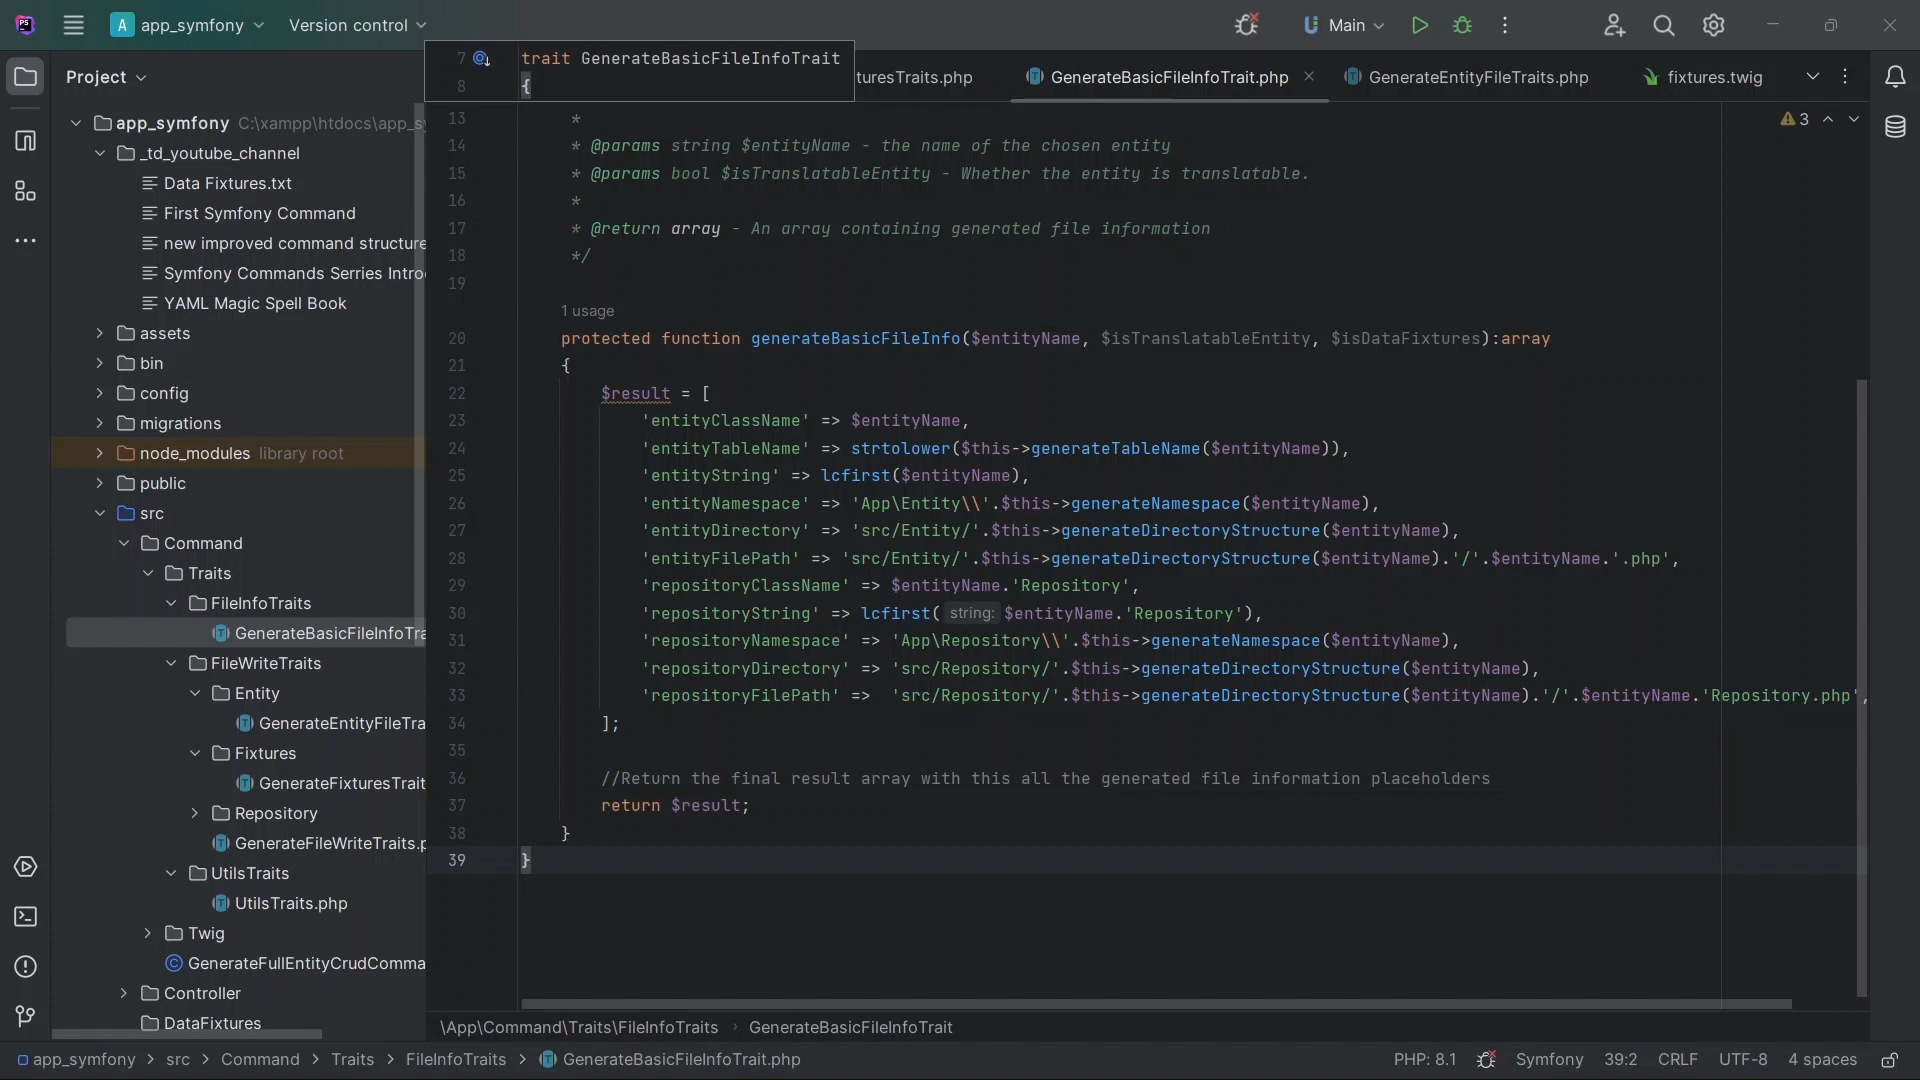 PS
A app_symfony
Version control
Main
Project
turesTraits.php
GenerateBasicFileInfoTrait.php
GenerateEntityFileTraits.php
fixtures.twig
app_symfony C:\xampp\htdocs\app_sy
_td_youtube_channel
Data Fixtures.txt
First Symfony Command
new improved command structure
Symfony Commands Serries Intro
YAML Magic Spell Book
assets
bin
config
migrations
node_modules library root
public
src
Command
Traits
FileInfoTraits
GenerateBasicFileInfoTra
FileWriteTraits
Entity
GenerateEntityFileTra
Fixtures
GenerateFixturesTrait
Repository
GenerateFileWriteTraits.p
UtilsTraits
UtilsTraits.php
Twig
GenerateFullEntityCrudComma
Controller
DataFixtures
7 trait GenerateBasicFileInfoTrait
8 {
3
13 *
14 * @params string $entityName - the name of the chosen entity
15 * @params bool $isTranslatableEntity - Whether the entity is translatable.
16 *
17 * @return array - An array containing generated file information
18 */
19
1 usage
20 protected function generateBasicFileInfo($entityName, $isTranslatableEntity, $isDataFixtures):array
21 {
22 $result = [
23 'entityClassName' => $entityName,
24 'entityTableName' => strtolower($this->generateTableName($entityName)),
25 'entityString' => lcfirst($entityName),
26 'entityNamespace' => 'App\Entity\\'.$this->generateNamespace($entityName),
27 'entityDirectory' => 'src/Entity/'.$this->generateDirectoryStructure($entityName),
28 'entityFilePath' => 'src/Entity/'.$this->generateDirectoryStructure($entityName).'/'.$entityName.'.php',
29 'repositoryClassName' => $entityName.'Repository',
30 'repositoryString' => lcfirst( string: $entityName.'Repository'),
31 'repositoryNamespace' => 'App\Repository\\'.$this->generateNamespace($entityName),
32 'repositoryDirectory' => 'src/Repository/'.$this->generateDirectoryStructure($entityName),
33 'repositoryFilePath' =>  'src/Repository/'.$this->generateDirectoryStructure($entityName).'/'.$entityName.'Repository.php',
34 ];
35
36 //Return the final result array with this all the generated file information placeholders
37 return $result;
38 }
39 }
\App\Command\Traits\FileInfoTraits › GenerateBasicFileInfoTrait
app_symfony > src > Command > Traits > FileInfoTraits > GenerateBasicFileInfoTrait.php
PHP: 8.1 Symfony 39:2 CRLF UTF-8 4 spaces